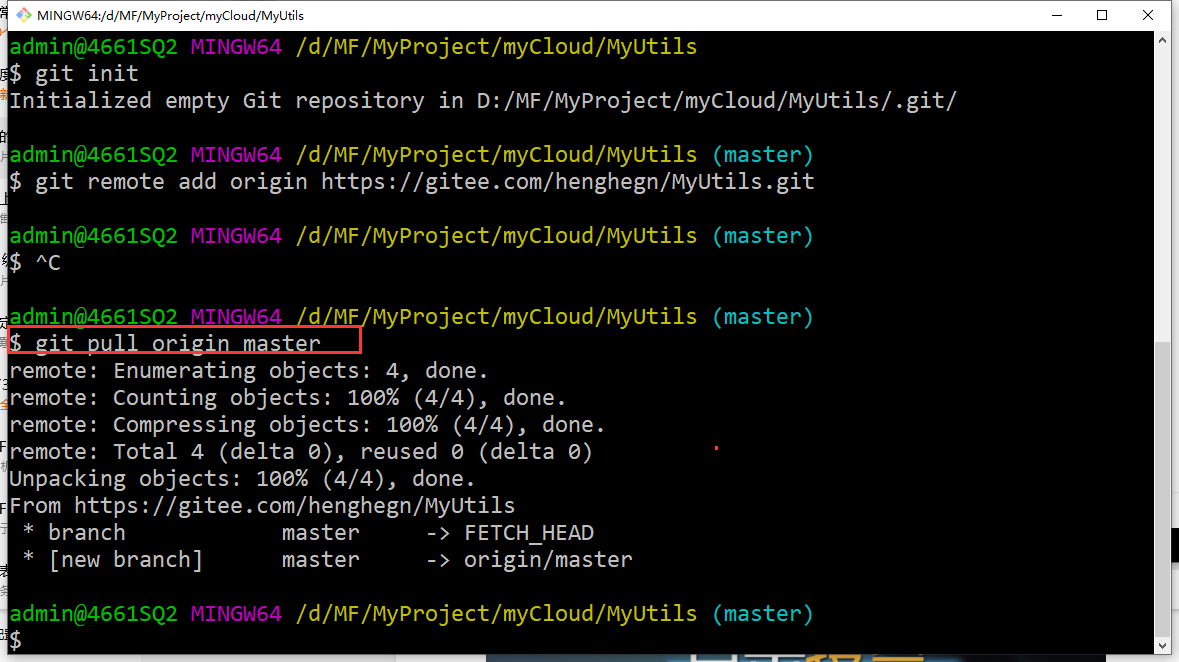 MINGW64:/d/MF/MyProject/myCloud/MyUtils
admin@4661SQ2 MINGW64 /d/MF/MyProject/myCloud/MyUtils
$ git init
Initialized empty Git repository in D:/MF/MyProject/myCloud/MyUtils/.git/
admin@4661SQ2 MINGW64 /d/MF/MyProject/myCloud/MyUtils (master)
$ git remote add origin https://gitee.com/henghegn/MyUtils.git
admin@4661SQ2 MINGW64 /d/MF/MyProject/myCloud/MyUtils (master)
$ ^C
admin@4661SQ2 MINGW64 /d/MF/MyProject/myCloud/MyUtils (master)
$ git pull origin master
remote: Enumerating objects: 4, done.
remote: Counting objects: 100% (4/4), done.
remote: Compressing objects: 100% (4/4), done.
remote: Total 4 (delta 0), reused 0 (delta 0)
Unpacking objects: 100% (4/4), done.
From https://gitee.com/henghegn/MyUtils
 * branch            master     -> FETCH_HEAD
 * [new branch]      master     -> origin/master
admin@4661SQ2 MINGW64 /d/MF/MyProject/myCloud/MyUtils (master)
$